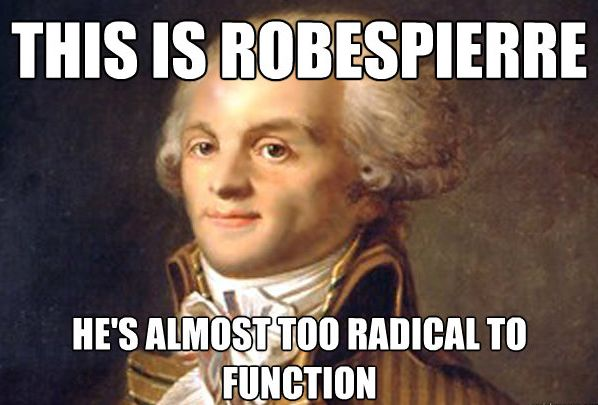 THIS IS ROBESPIERRE
HE'S ALMOST TOO RADICAL TO
FUNCTION